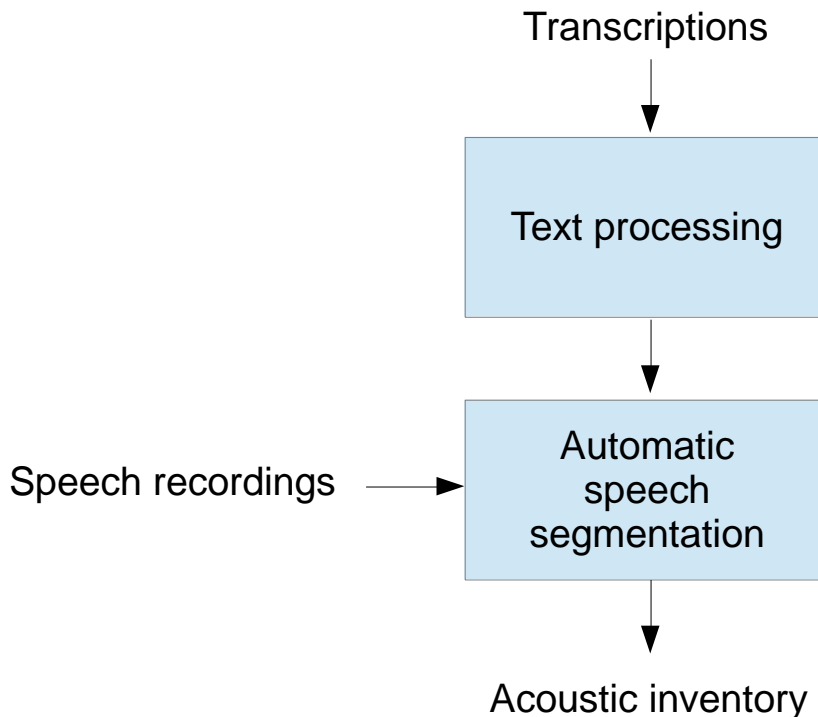 Transcriptions
Text processing
Automatic
speech
segmentation
Speech recordings
Acoustic inventory